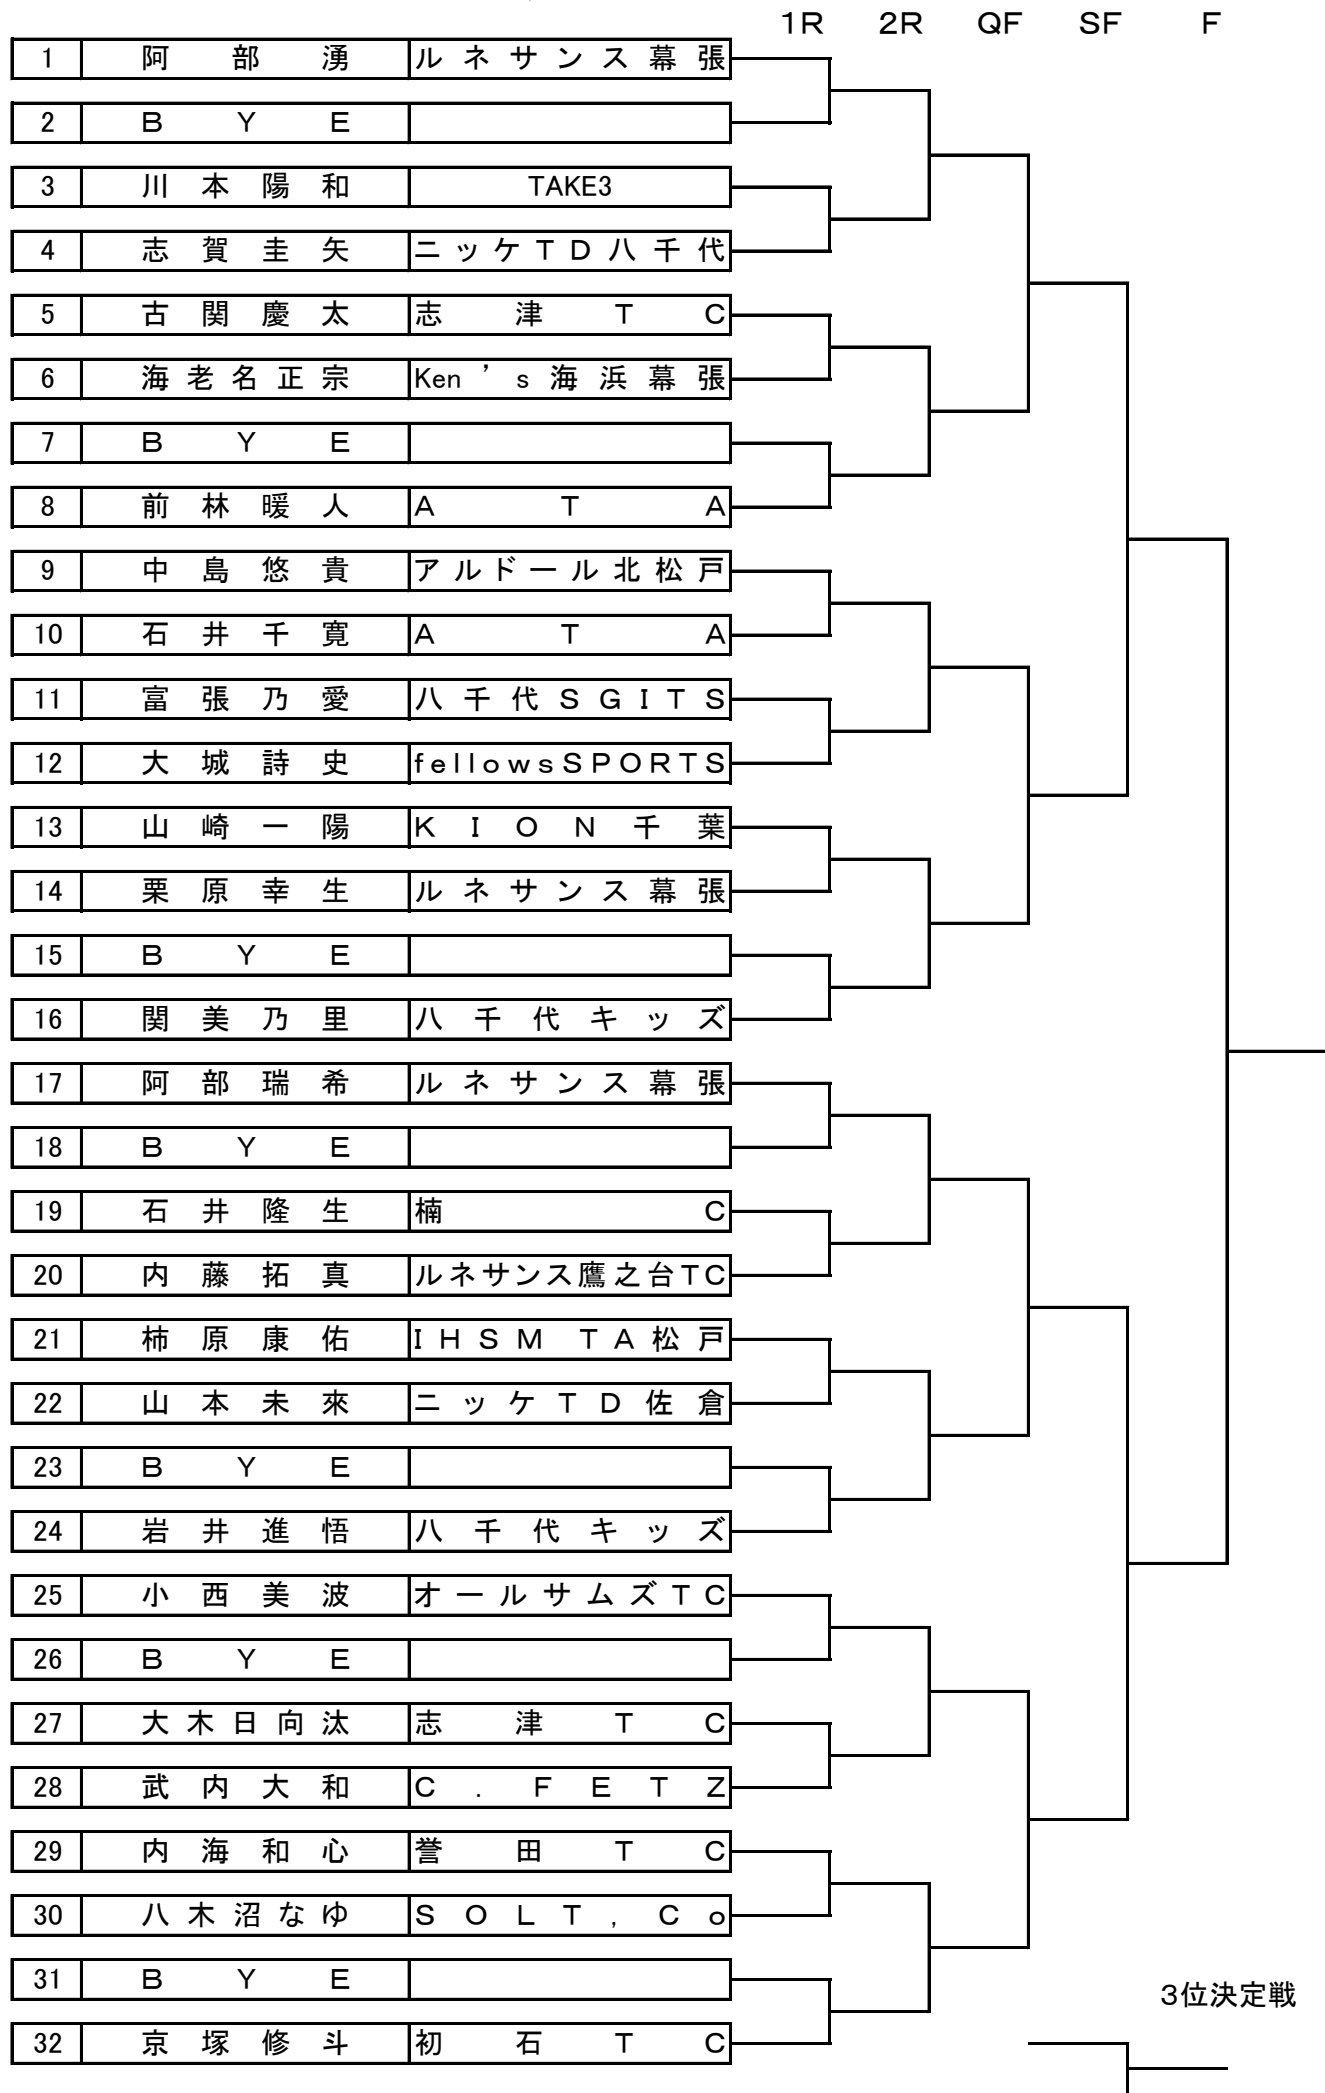 1R 2R QF SF F
1 阿部湧 ルネサンス幕張
2 BYE
3 川本陽和 TAKE3
4 志賀圭矢 ニッケTD八千代
5 古関慶太 志津TC
6 海老名正宗 Ken's海浜幕張
7 BYE
8 前林暖人 ATA
9 中島悠貴 アルドール北松戸
10 石井千寛 ATA
11 富張乃愛 八千代SGITS
12 大城詩史 fellowsSPORTS
13 山崎一陽 KION千葉
14 栗原幸生 ルネサンス幕張
15 BYE
16 関美乃里 八千代キッズ
17 阿部瑞希 ルネサンス幕張
18 BYE
19 石井隆生 楠C
20 内藤拓真 ルネサンス鷹之台TC
21 柿原康佑 IHSM TA松戸
22 山本未來 ニッケTD佐倉
23 BYE
24 岩井進悟 八千代キッズ
25 小西美波 オールサムズTC
26 BYE
27 大木日向汰 志津TC
28 武内大和 C.FETZ
29 内海和心 誉田TC
30 八木沼なゆ SOLT,Co
31 BYE
3位決定戦
32 京塚修斗 初石TC